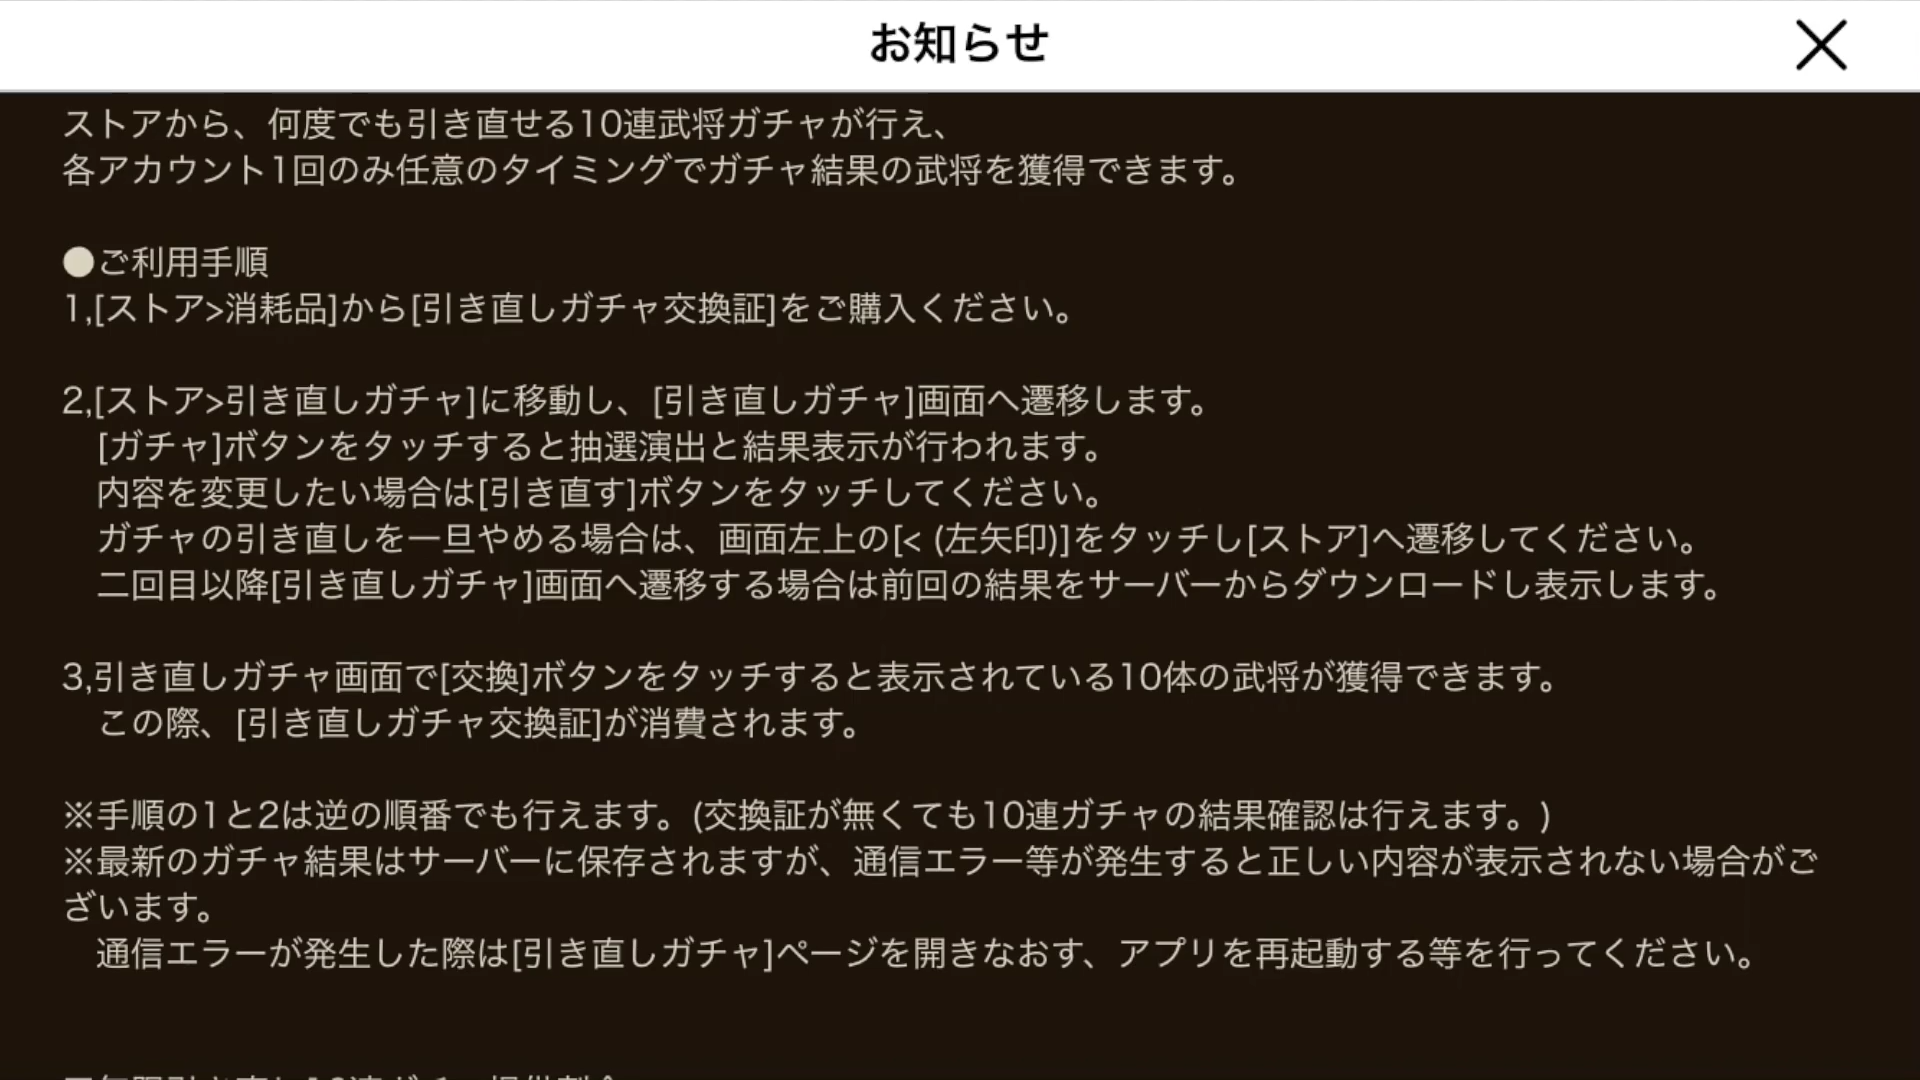 お知らせ
ストアから、何度でも引き直せる10連武将ガチャが行え、
各アカウント1回のみ任意のタイミングでガチャ結果の武将を獲得できます。
●ご利用手順
1,[ストア>消耗品]から[引き直しガチャ交換証]をご購入ください。
2,[ストア>引き直しガチャ]に移動し、[引き直しガチャ]画面へ遷移します。
[ガチャ]ボタンをタッチすると抽選演出と結果表示が行われます。
内容を変更したい場合は[引き直す]ボタンをタッチしてください。
ガチャの引き直しを一旦やめる場合は、画面左上の[< (左矢印)]をタッチし[ストア]へ遷移してください。
二回目以降[引き直しガチャ]画面へ遷移する場合は前回の結果をサーバーからダウンロードし表示します。
3,引き直しガチャ画面で[交換]ボタンをタッチすると表示されている10体の武将が獲得できます。
この際、[引き直しガチャ交換証]が消費されます。
※手順の1と2は逆の順番でも行えます。(交換証が無くても10連ガチャの結果確認は行えます。)
※最新のガチャ結果はサーバーに保存されますが、通信エラー等が発生すると正しい内容が表示されない場合がご
ざいます。
通信エラーが発生した際は[引き直しガチャ]ページを開きなおす、アプリを再起動する等を行ってください。